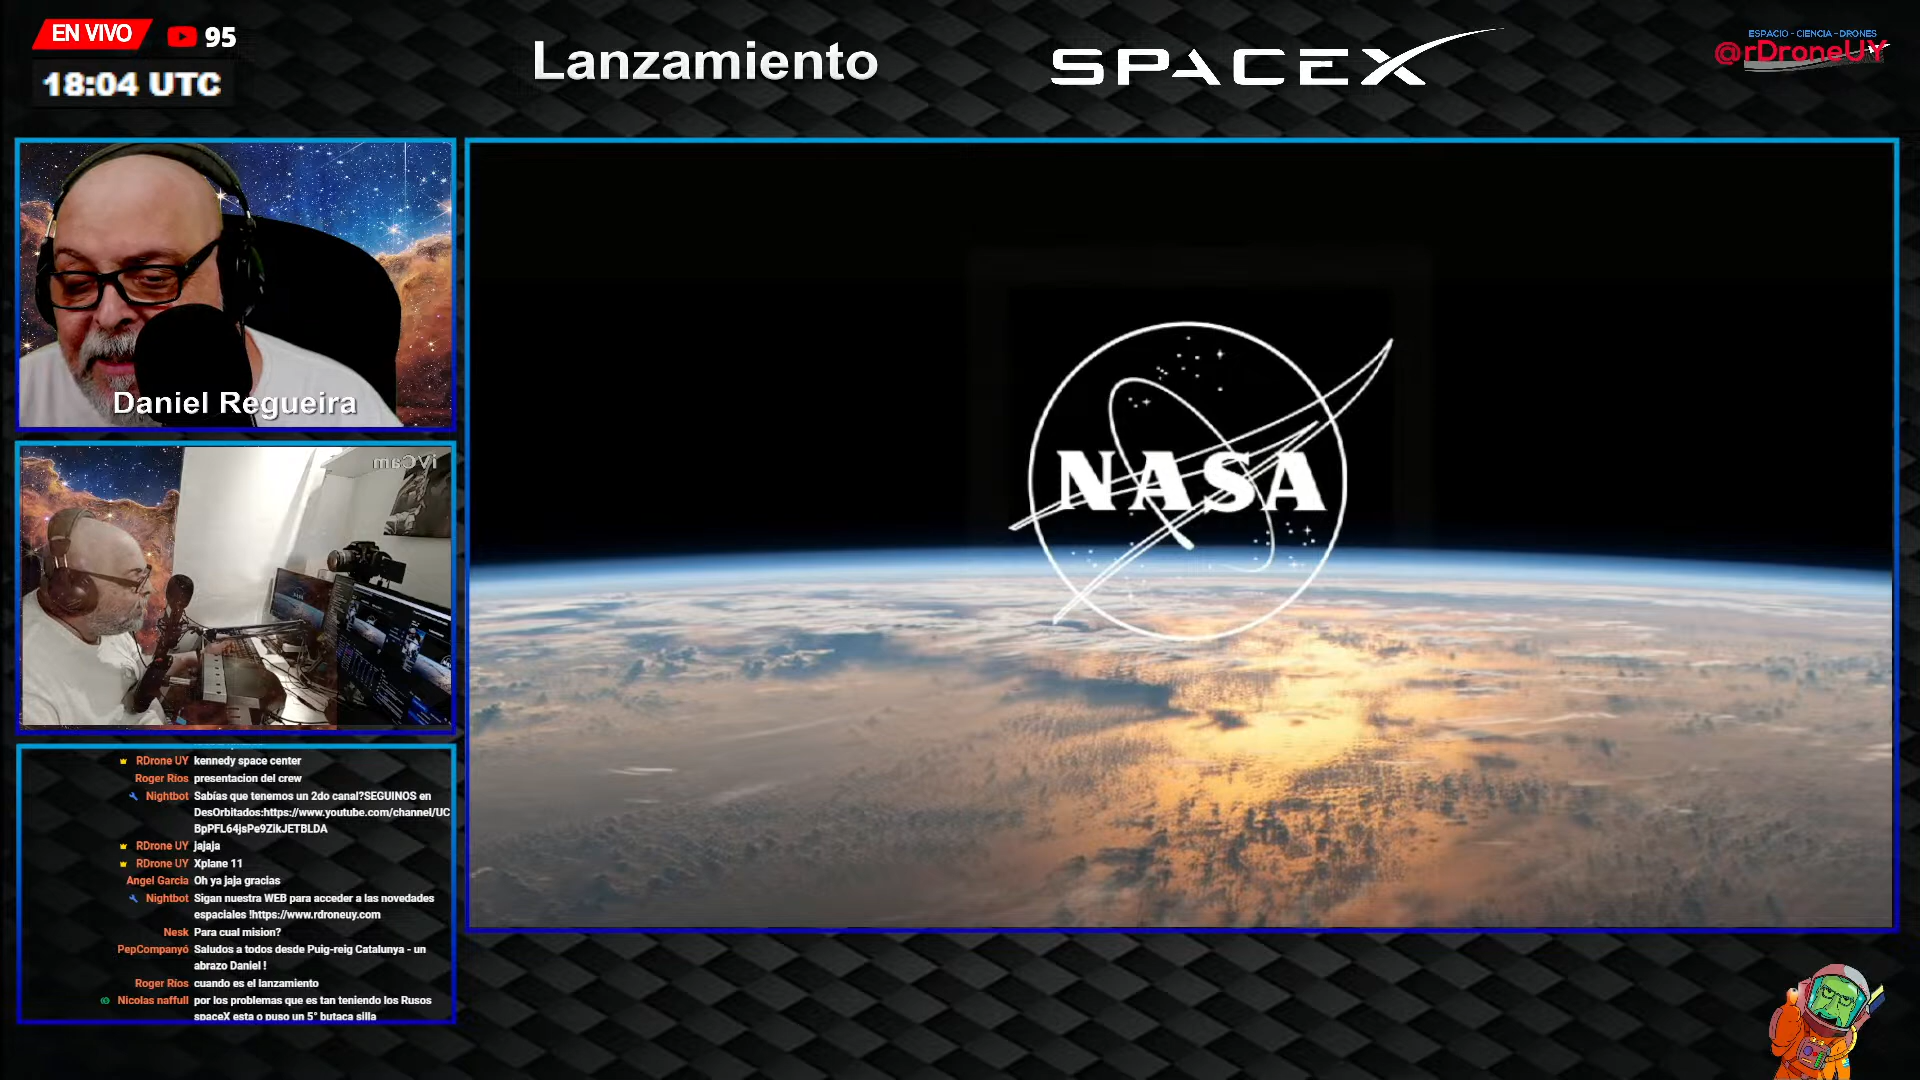 EN VIVO
95
18:04 UTC
Lanzamiento
SPACEX
ESPACIO - CIENCIA - DRONES
@rDroneUY
Daniel Regueira
iVCam
NASA
RDrone UY kennedy space center
Roger Ríos presentacion del crew
Nightbot Sabías que tenemos un 2do canal?SEGUINOS en
DesOrbitados:https://www.youtube.com/channel/UC
BpPFL64jsPe9ZikJETBLDA
RDrone UY jajaja
RDrone UY Xplane 11
Angel Garcia Oh ya jaja gracias
Nightbot Sigan nuestra WEB para acceder a las novedades
espaciales !https://www.rdroneuy.com
Nesk Para cual mision?
PepCompanyó Saludos a todos desde Puig-reig Catalunya - un
abrazo Daniel !
Roger Ríos cuando es el lanzamiento
Nicolas naffull por los problemas que es tan teniendo los Rusos
spaceX esta o puso un 5° butaca silla